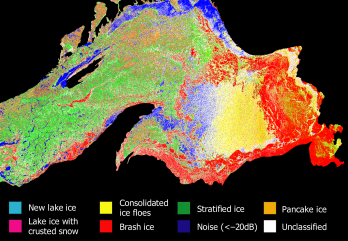 New lake ice
Consolidated
ice floes
Stratified ice
Pancake ice
Lake ice with
crusted snow
Brash ice
Noise (<–20dB)
Unclassified